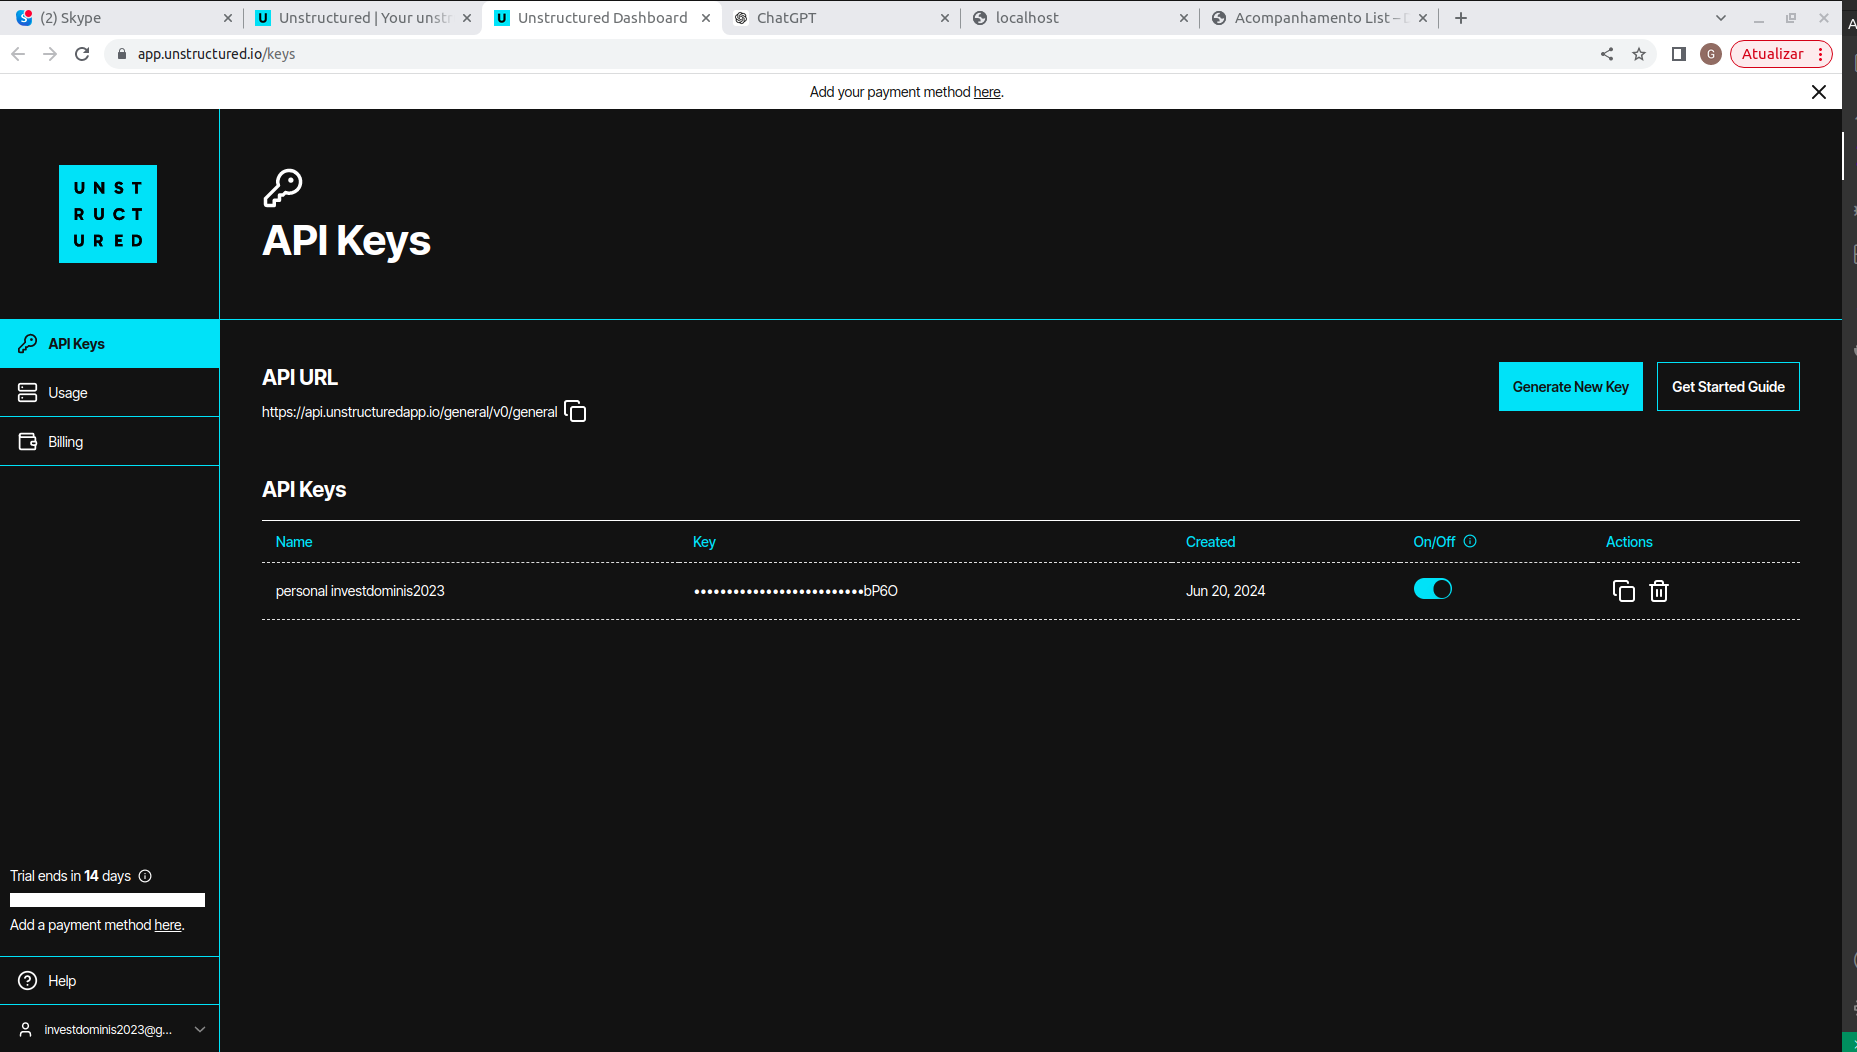 (2) Skype
Unstructured | Your unstr
Unstructured Dashboard
ChatGPT
localhost
Acompanhamento List –
app.unstructured.io/keys
G
Atualizar
Add your payment method here.
UNST
RUCT
URED
API Keys
API Keys
Usage
Billing
API URL
https://api.unstructuredapp.io/general/v0/general
Generate New Key
Get Started Guide
API Keys
Name Key Created On/Off Actions
personal investdominis2023 ••••••••••••••••••••••••••bP6O Jun 20, 2024
Trial ends in 14 days
Add a payment method here.
Help
investdominis2023@g...